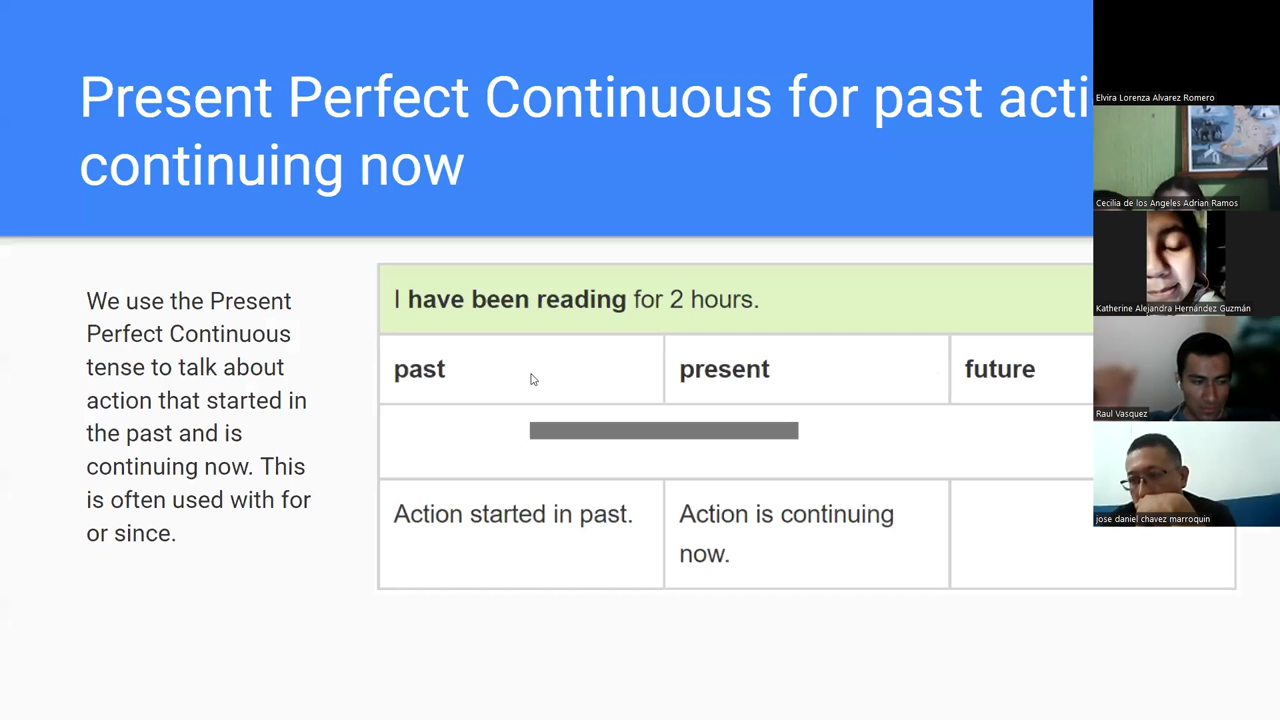 Present Perfect Continuous for past acti
continuing now
We use the Present
Perfect Continuous
tense to talk about
action that started in
the past and is
continuing now. This
is often used with for
or since.
I have been reading for 2 hours.
past present future
Action started in past. Action is continuing
now.
Elvira Lorenza Alvarez Romero
Cecilia de los Angeles Adrian Ramos
Katherine Alejandra Hernández Guzmán
Raul Vasquez
jose daniel chavez marroquin